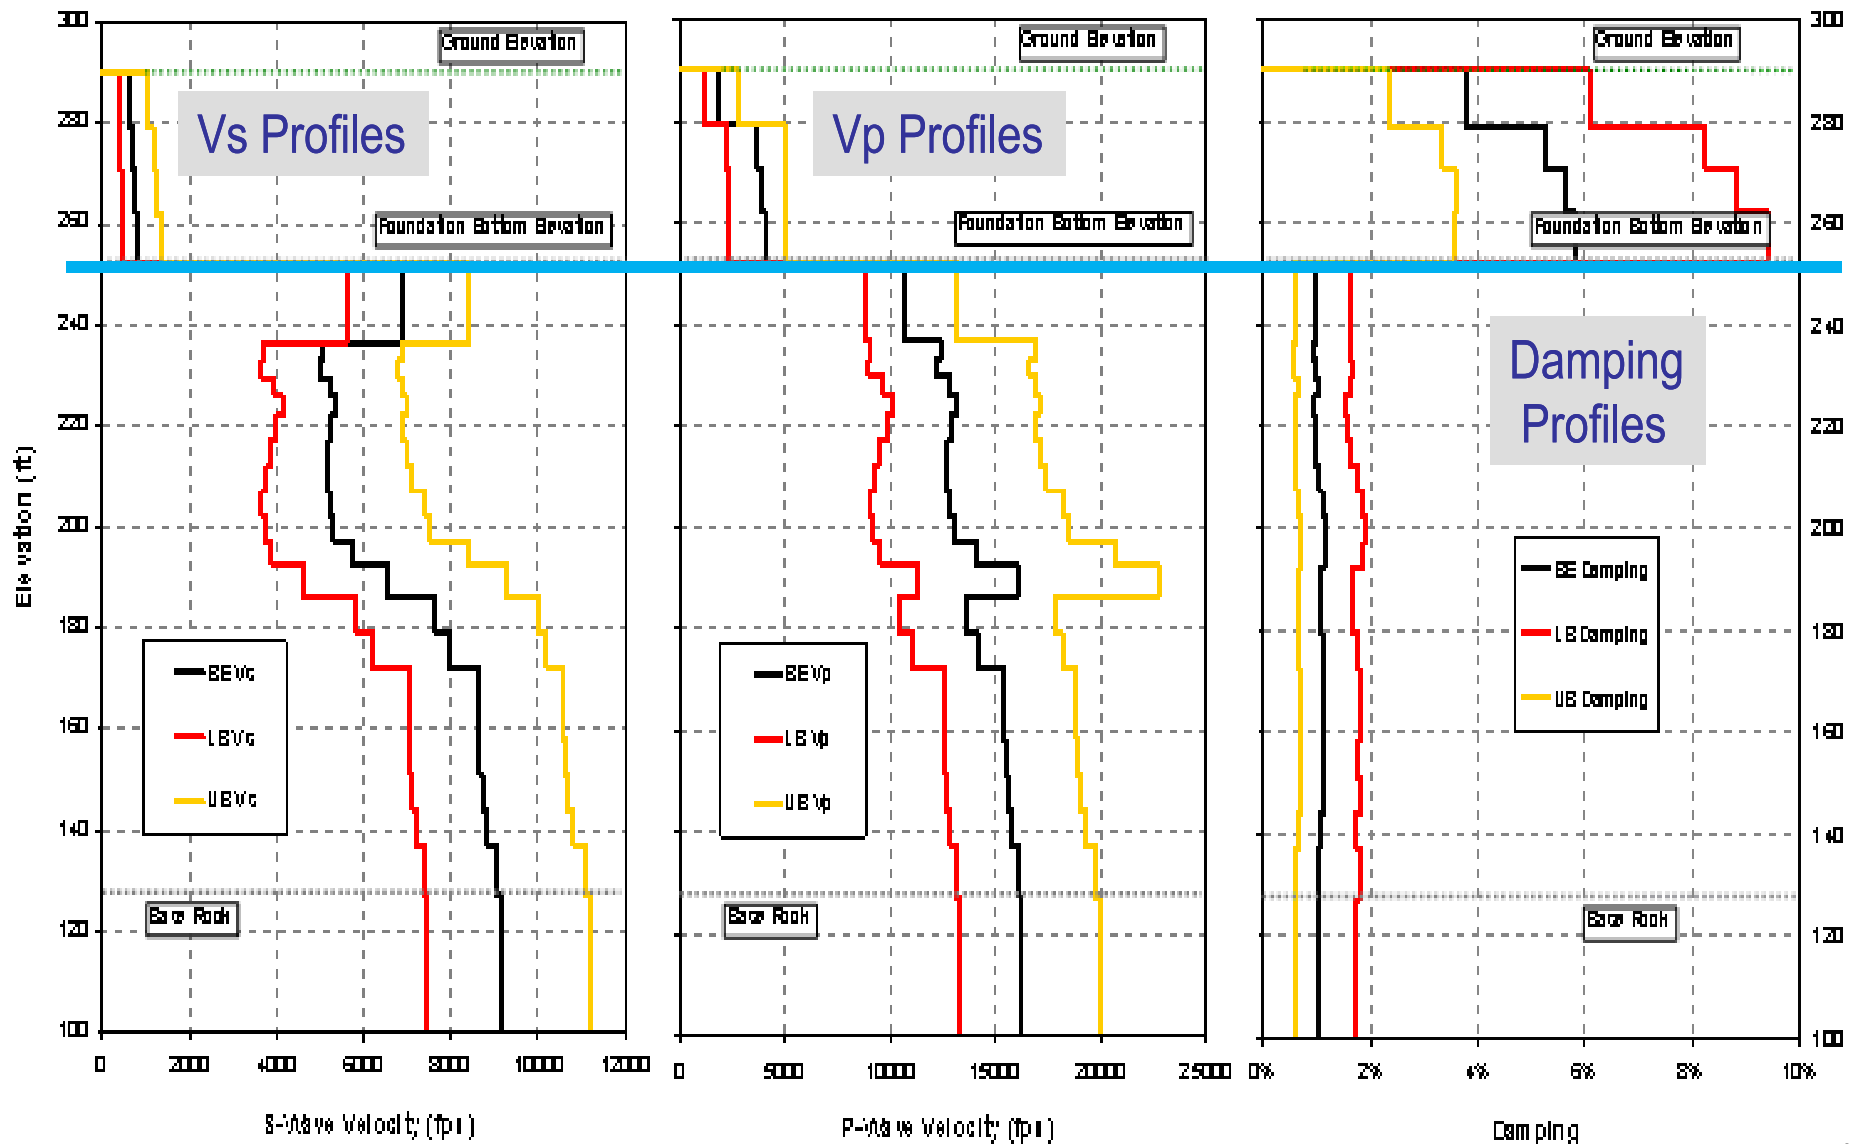 300
280
260
240
220
200
180
160
140
120
100
Elevation (ft)
Ground Elevation
Vs Profiles
Foundation Bottom Elevation
BE Vs
LB Vs
UB Vs
Base Rock
0
2000
4000
6000
8000
10000
12000
S-Wave Velocity (fps)
Ground Elevation
Vp Profiles
Foundation Bottom Elevation
BE Vp
LB Vp
UB Vp
Base Rock
0
5000
10000
15000
20000
25000
P-Wave Velocity (fps)
Ground Elevation
Foundation Bottom Elevation
Damping
Profiles
BE Damping
LB Damping
UB Damping
Base Rock
0%
2%
4%
6%
8%
10%
Damping
300
280
260
240
220
200
180
160
140
120
100